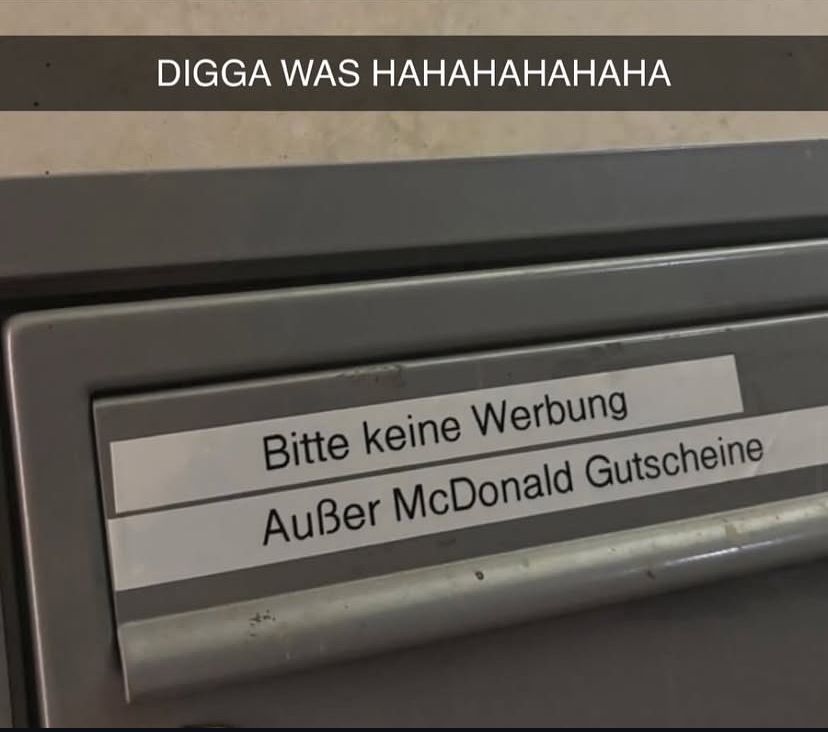 DIGGA WAS HAHAHAHAHAHA
Bitte keine Werbung
Außer McDonald Gutscheine